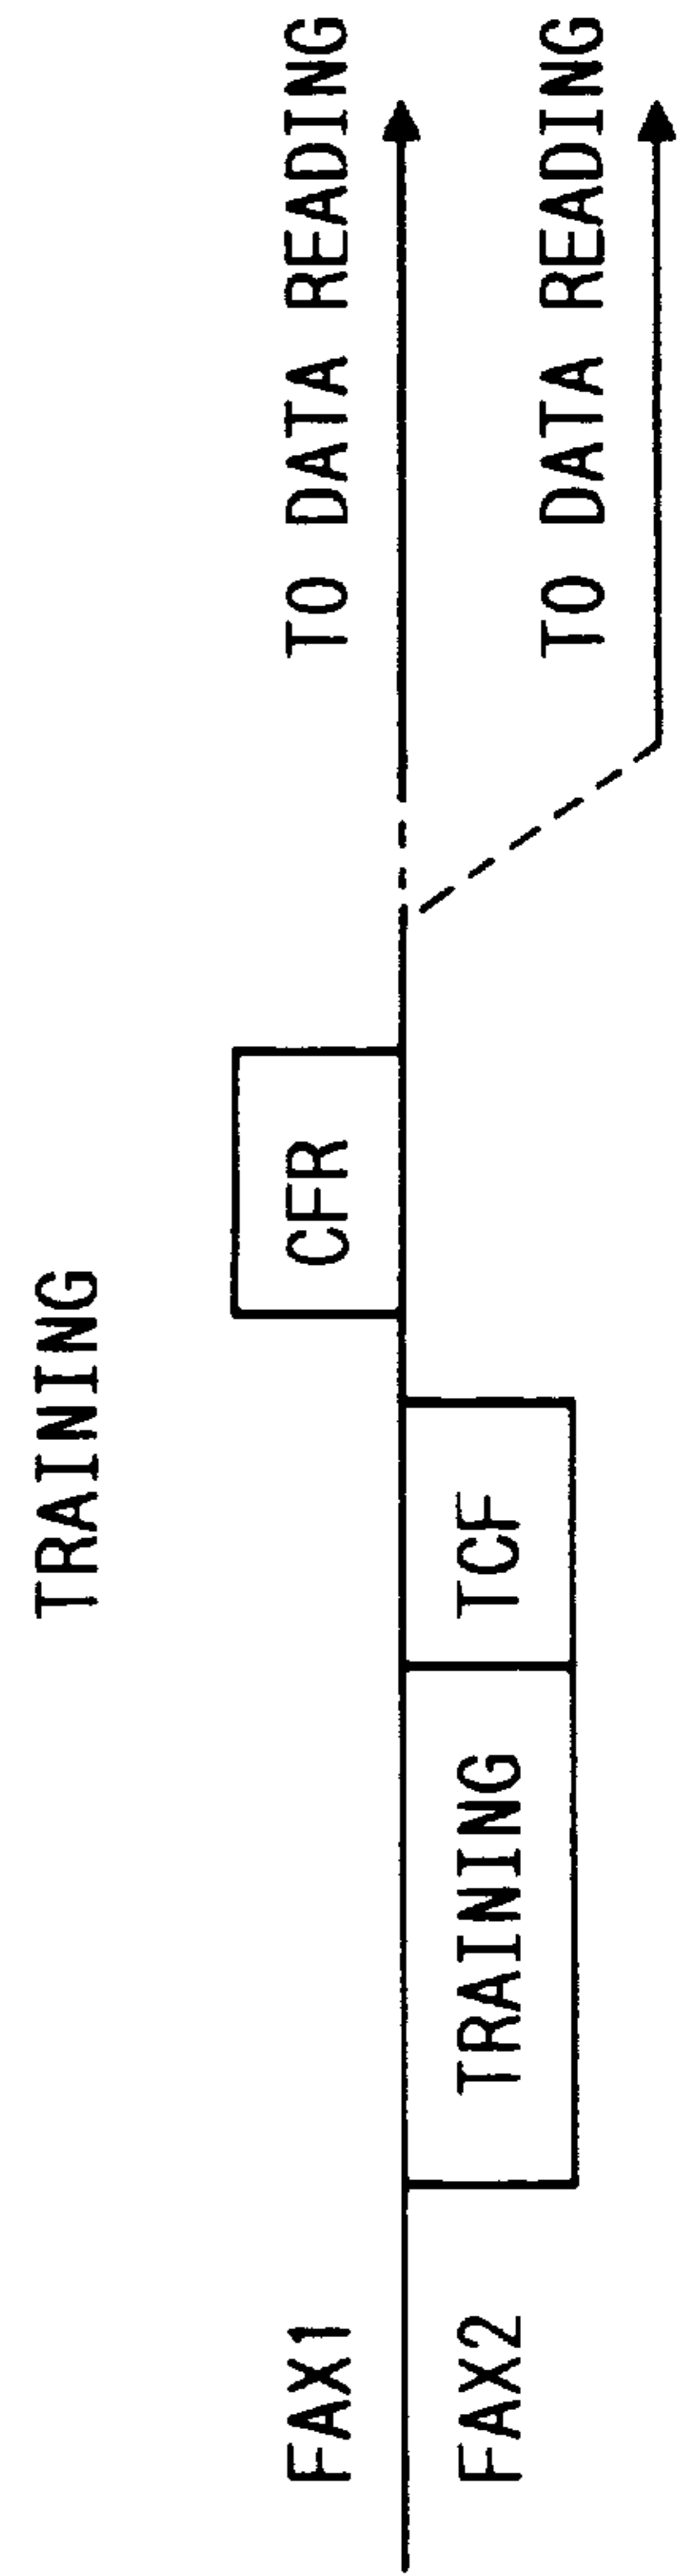 TRAINING
FAX1
CFR
TO DATA READING
FAX2
TRAINING
TCF
TO DATA READING